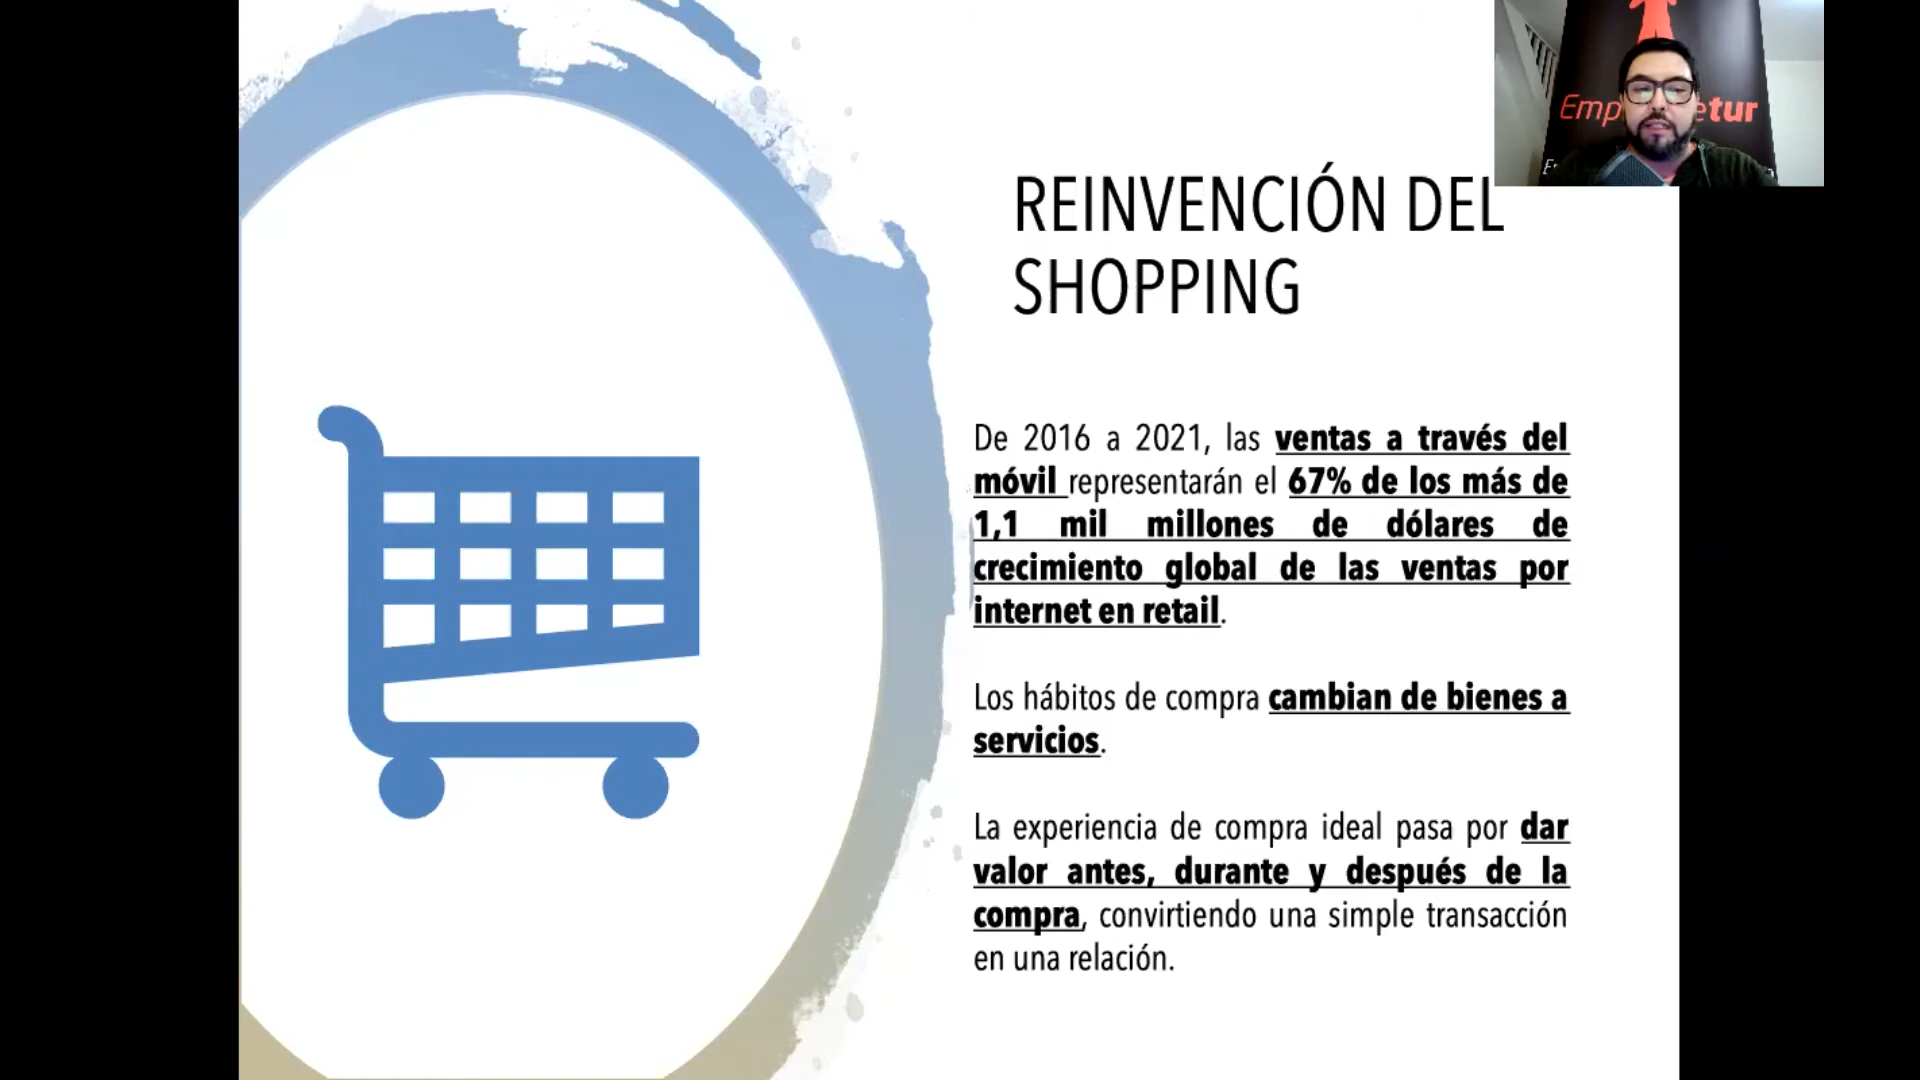 REINVENCIÓN DEL
SHOPPING
De 2016 a 2021, las ventas a través del
móvil representarán el 67% de los más de
1,1 mil millones de dólares de
crecimiento global de las ventas por
internet en retail.
Los hábitos de compra cambian de bienes a
servicios.
La experiencia de compra ideal pasa por dar
valor antes, durante y después de la
compra, convirtiendo una simple transacción
en una relación.